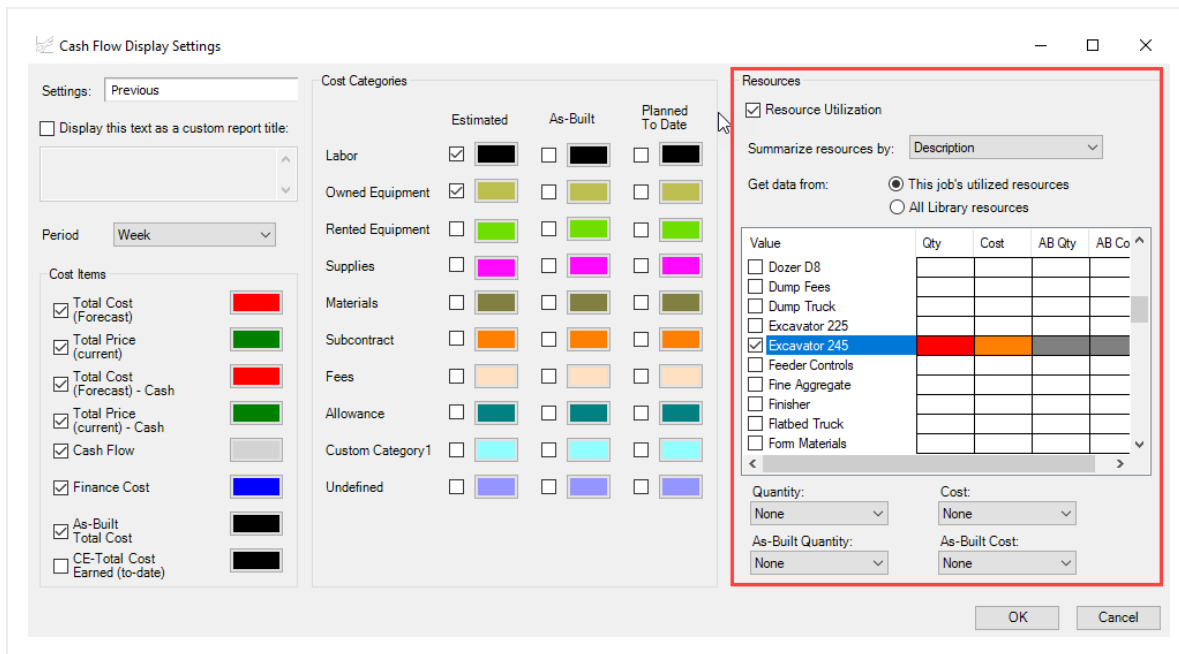 Cash Flow Display Settings
Settings: Previous
Display this text as a custom report title:
Period Week
Cost Items
Total Cost
(Forecast)
Total Price
(current)
Total Cost
(Forecast) - Cash
Total Price
(current) - Cash
Cash Flow
Finance Cost
As-Built
Total Cost
CE-Total Cost
Earned (to-date)
Cost Categories
Estimated As-Built Planned
To Date
Labor
Owned Equipment
Rented Equipment
Supplies
Materials
Subcontract
Fees
Allowance
Custom Category1
Undefined
Resources
Resource Utilization
Summarize resources by: Description
Get data from: This job's utilized resources
All Library resources
Value Qty Cost AB Qty AB Co
Dozer D8
Dump Fees
Dump Truck
Excavator 225
Excavator 245
Feeder Controls
Fine Aggregate
Finisher
Flatbed Truck
Form Materials
Quantity: Cost:
None None
As-Built Quantity: As-Built Cost:
None None
OK Cancel